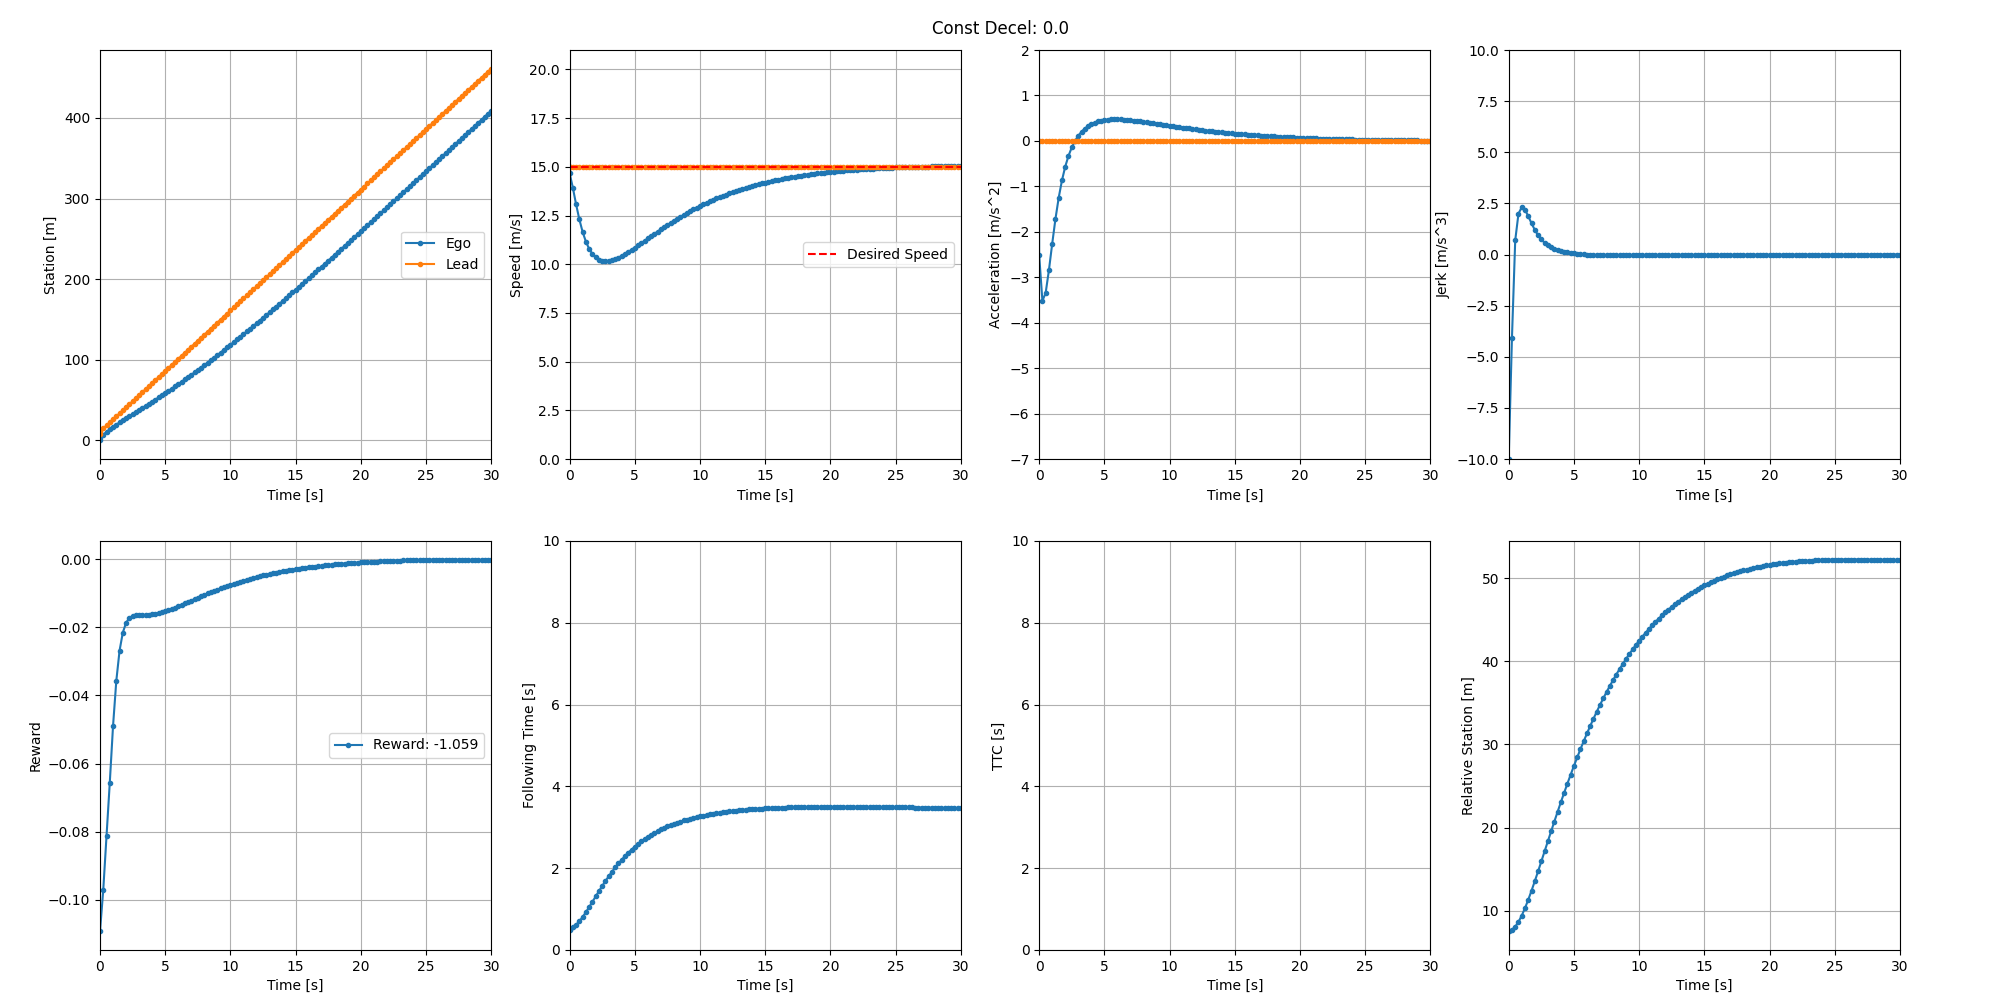 Const Decel: 0.0
Station [m]
400
300
200
100
0
0 5 10 15 20 25 30
Time [s]
Ego
Lead
Speed [m/s]
20.0
17.5
15.0
12.5
10.0
7.5
5.0
2.5
0.0
0 5 10 15 20 25 30
Time [s]
Desired Speed
Acceleration [m/s^2]
2
1
0
−1
−2
−3
−4
−5
−6
−7
0 5 10 15 20 25 30
Time [s]
Jerk [m/s^3]
10.0
7.5
5.0
2.5
0.0
−2.5
−5.0
−7.5
−10.0
0 5 10 15 20 25 30
Time [s]
Reward
0.00
−0.02
−0.04
−0.06
−0.08
−0.10
0 5 10 15 20 25 30
Time [s]
Reward: -1.059
Following Time [s]
10
8
6
4
2
0
0 5 10 15 20 25 30
Time [s]
TTC [s]
10
8
6
4
2
0
0 5 10 15 20 25 30
Time [s]
Relative Station [m]
50
40
30
20
10
0 5 10 15 20 25 30
Time [s]